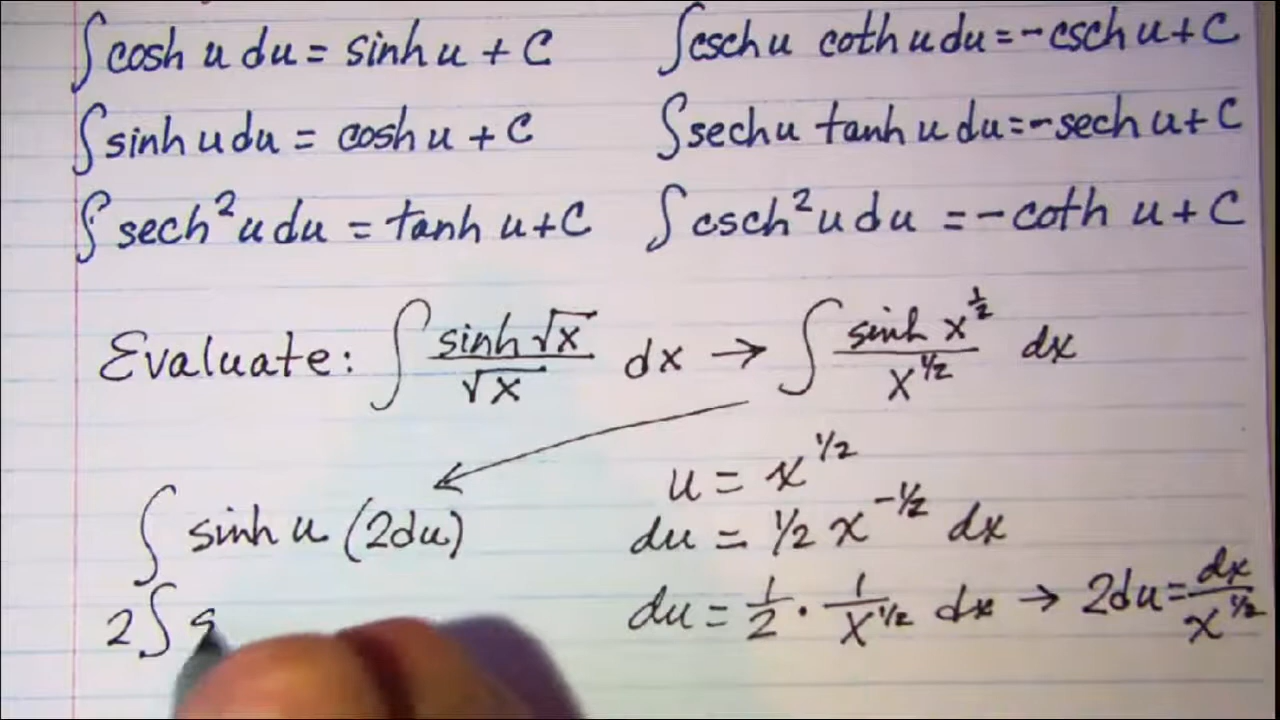 ∫cosh u du = sinh u + C
∫csch u coth u du = -csch u + C
∫sinh u du = cosh u + C
∫sech u tanh u du = -sech u + C
∫sech² u du = tanh u + C
∫csch² u du = -coth u + C
Evaluate: ∫ sinh √x / √x dx → ∫ sinh x^½ / x^½ dx
u = x^½
∫ sinh u (2du)
du = ½ x^-½ dx
2∫ s
du = 1/2 · 1/x^½ dx → 2du = dx/x^½